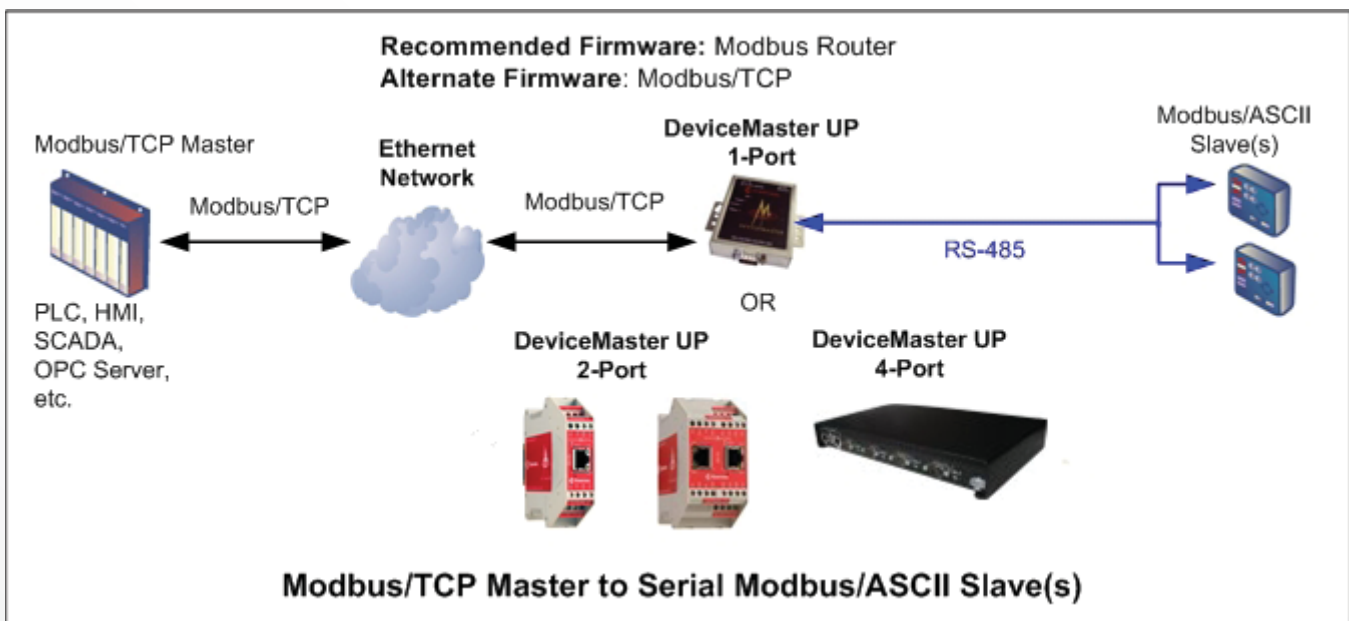 Recommended Firmware: Modbus Router
Alternate Firmware: Modbus/TCP
Modbus/TCP Master
Modbus/TCP
PLC, HMI,
SCADA,
OPC Server,
etc.
Ethernet
Network
Modbus/TCP
DeviceMaster UP
1-Port
OR
RS-485
Modbus/ASCII
Slave(s)
DeviceMaster UP
2-Port
DeviceMaster UP
4-Port
Modbus/TCP Master to Serial Modbus/ASCII Slave(s)